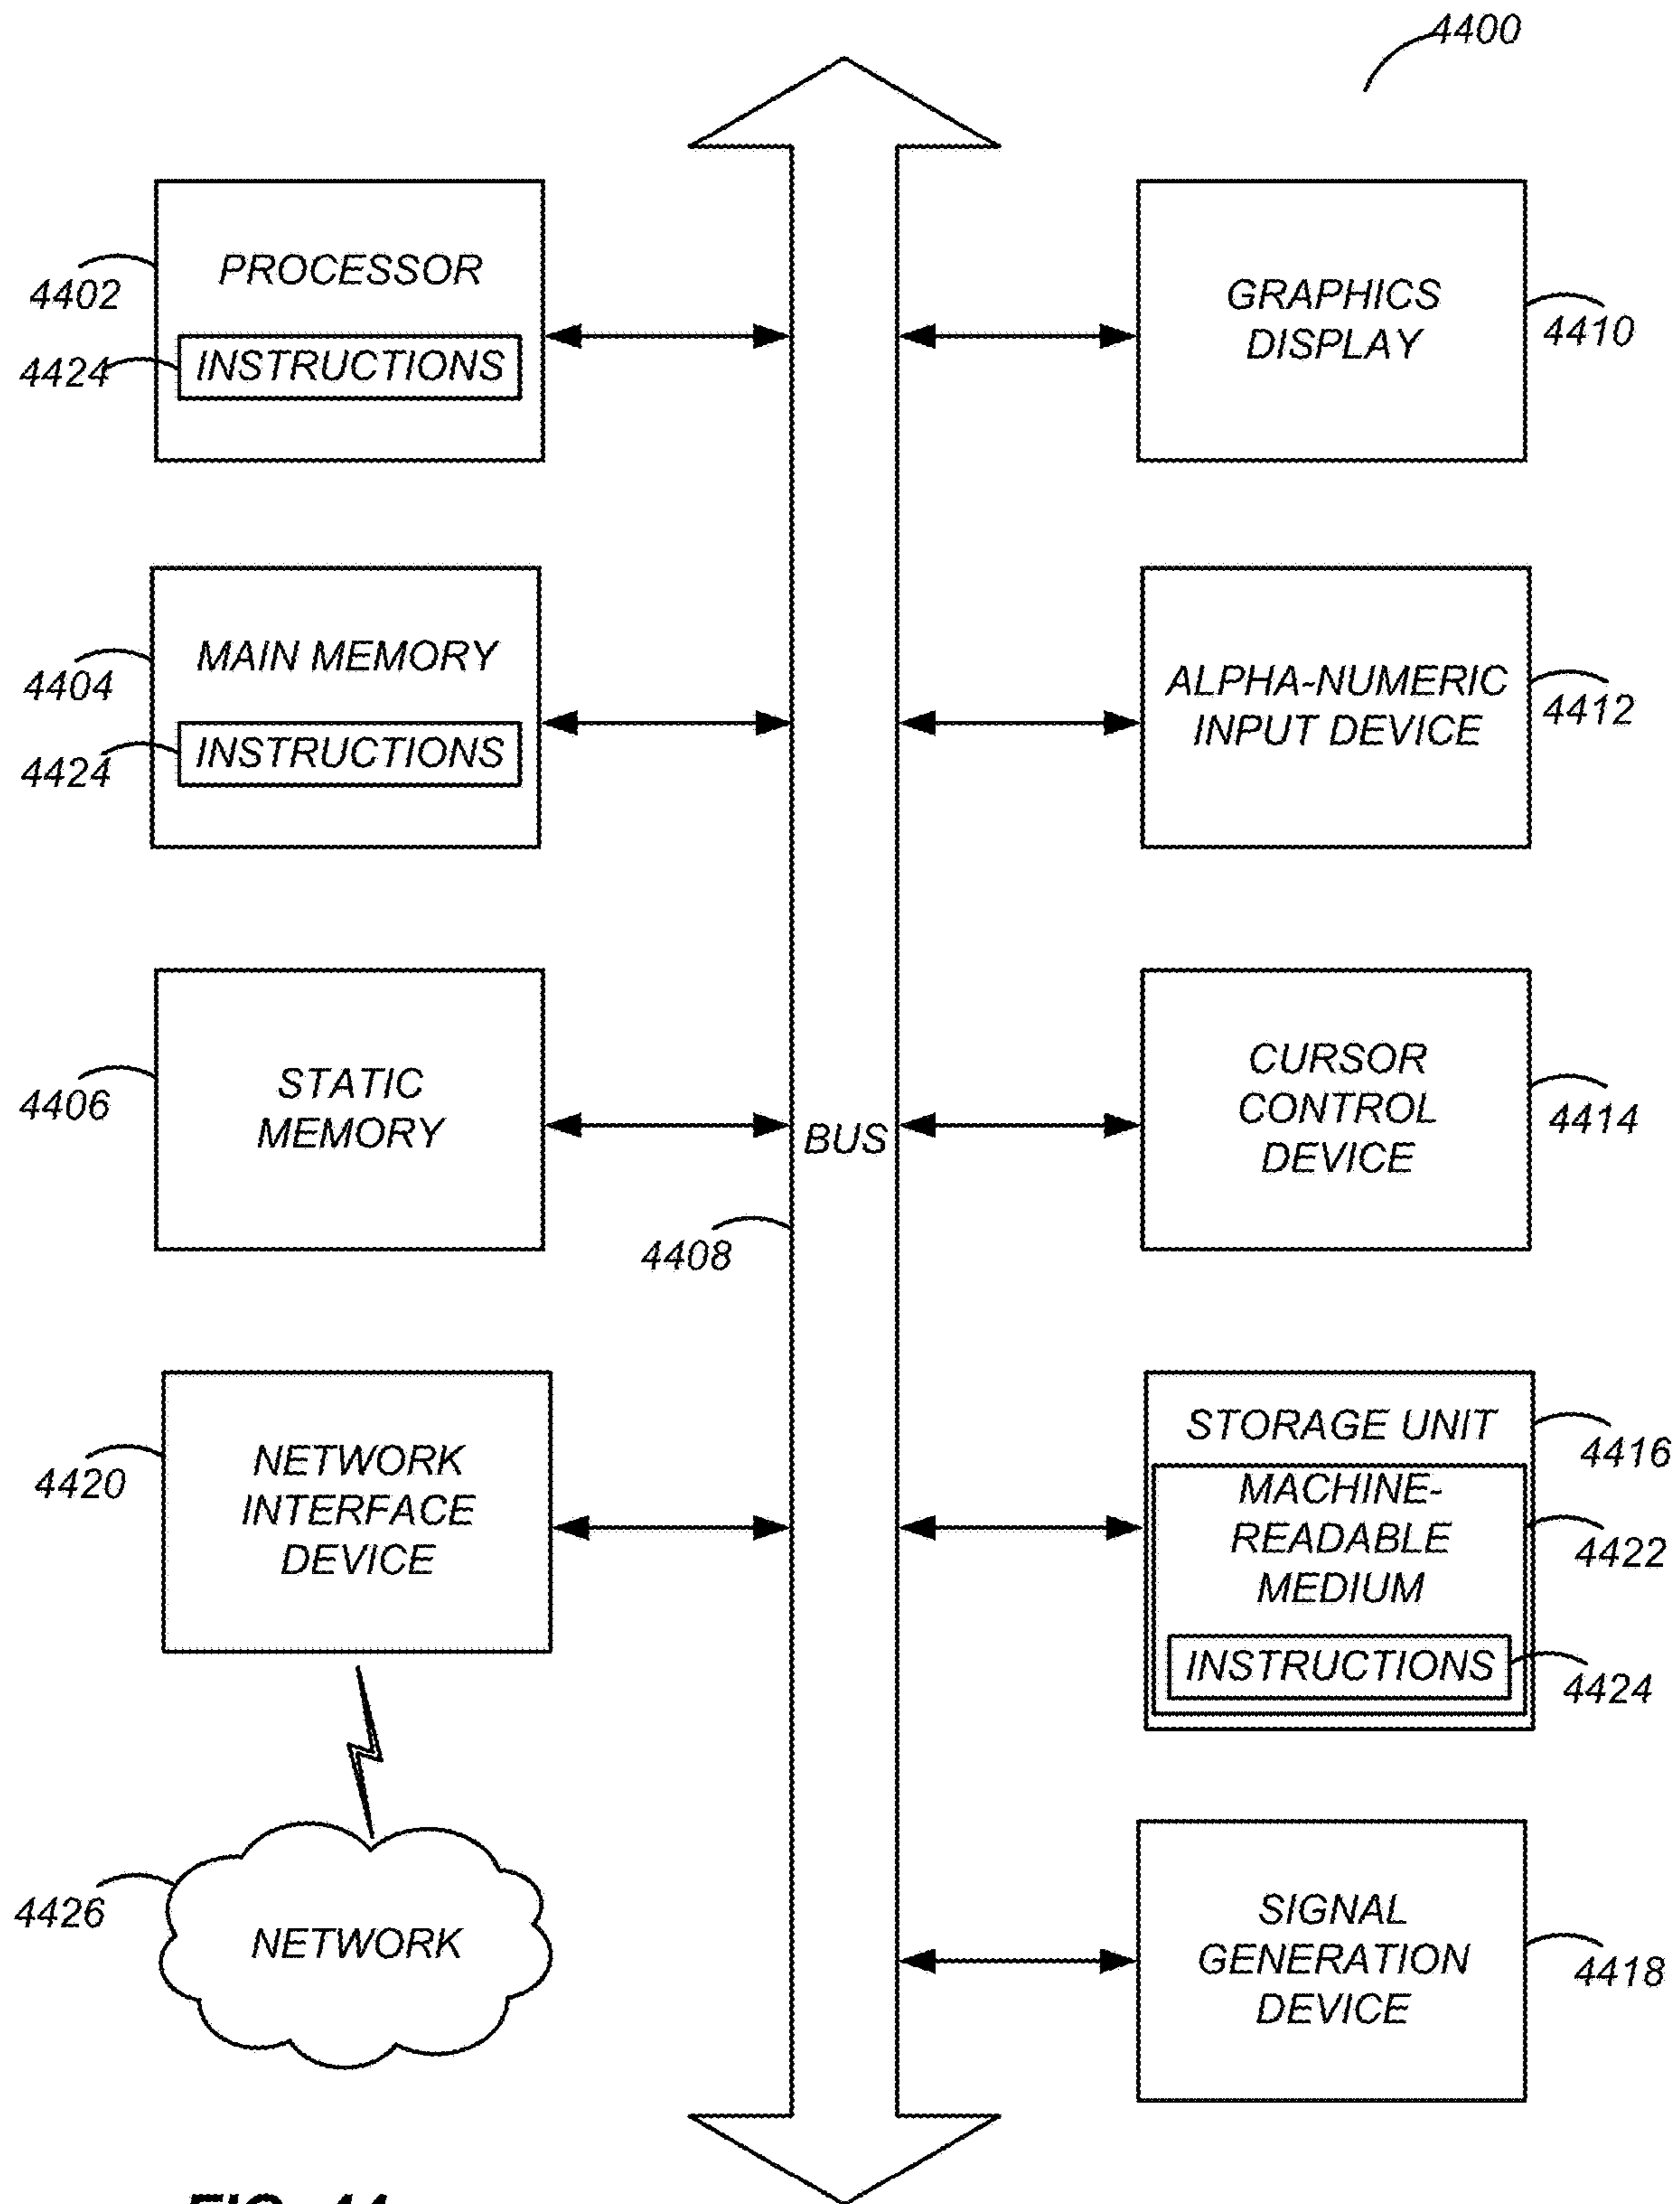 4400
PROCESSOR
4402
INSTRUCTIONS
4424
GRAPHICS
DISPLAY
4410
MAIN MEMORY
4404
INSTRUCTIONS
4424
ALPHA-NUMERIC
INPUT DEVICE
4412
STATIC
MEMORY
4406
BUS
4408
CURSOR
CONTROL
DEVICE
4414
NETWORK
INTERFACE
DEVICE
4420
STORAGE UNIT
4416
MACHINE-
READABLE
MEDIUM
4422
INSTRUCTIONS
4424
NETWORK
4426
SIGNAL
GENERATION
DEVICE
4418
FIG. 44